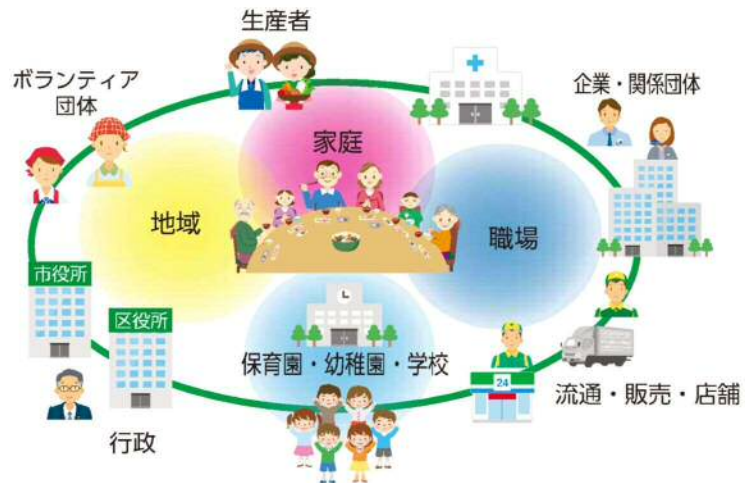 生産者
ボランティア
団体
企業・関係団体
家庭
地域
職場
市役所
区役所
保育園・幼稚園・学校
24
流通・販売・店舗
行政